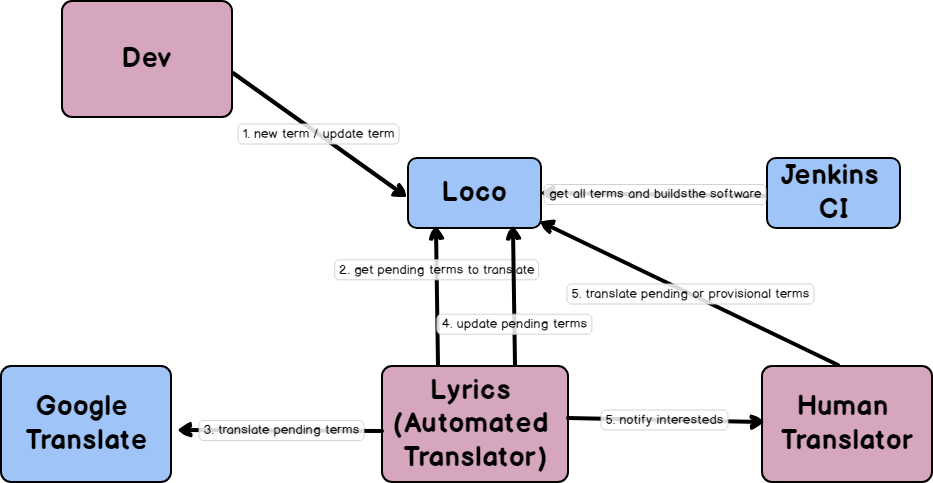 Dev
1. new term / update term
Loco
get all terms and buildsthe software
Jenkins
CI
2. get pending terms to translate
5. translate pending or provisional terms
4. update pending terms
Google
Translate
3. translate pending terms
Lyrics
(Automated
Translator)
5. notify interesteds
Human
Translator